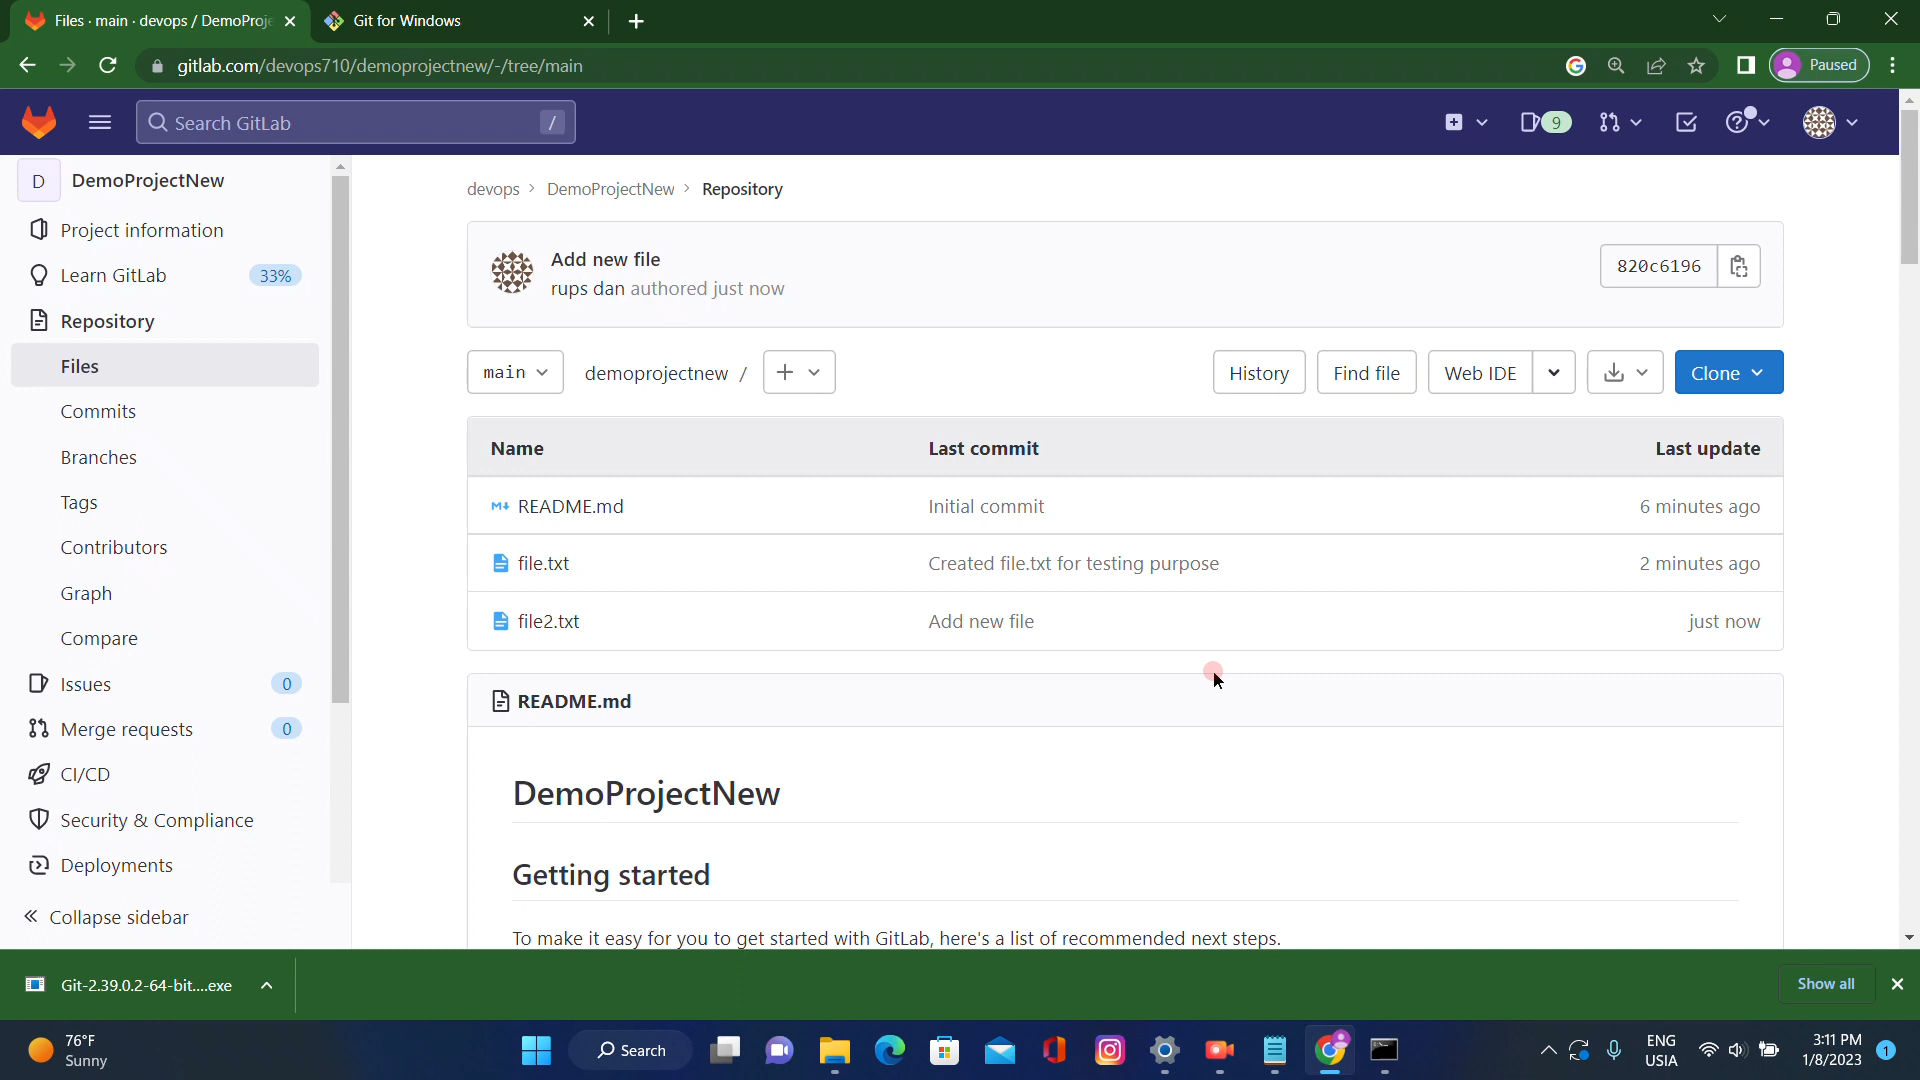 Files · main · devops / DemoProje
Git for Windows
gitlab.com/devops710/demoprojectnew/-/tree/main
Paused
Search GitLab /
9
D DemoProjectNew
Project information
Learn GitLab 33%
Repository
Files
Commits
Branches
Tags
Contributors
Graph
Compare
Issues 0
Merge requests 0
CI/CD
Security & Compliance
Deployments
Collapse sidebar
devops > DemoProjectNew > Repository
Add new file
rups dan authored just now
820c6196
main
demoprojectnew /
History
Find file
Web IDE
Clone
Name Last commit Last update
README.md Initial commit 6 minutes ago
file.txt Created file.txt for testing purpose 2 minutes ago
file2.txt Add new file just now
README.md
DemoProjectNew
Getting started
To make it easy for you to get started with GitLab, here's a list of recommended next steps.
Git-2.39.0.2-64-bit....exe
Show all
76°F
Sunny
Search
ENG
USIA
3:11 PM
1/8/2023
1